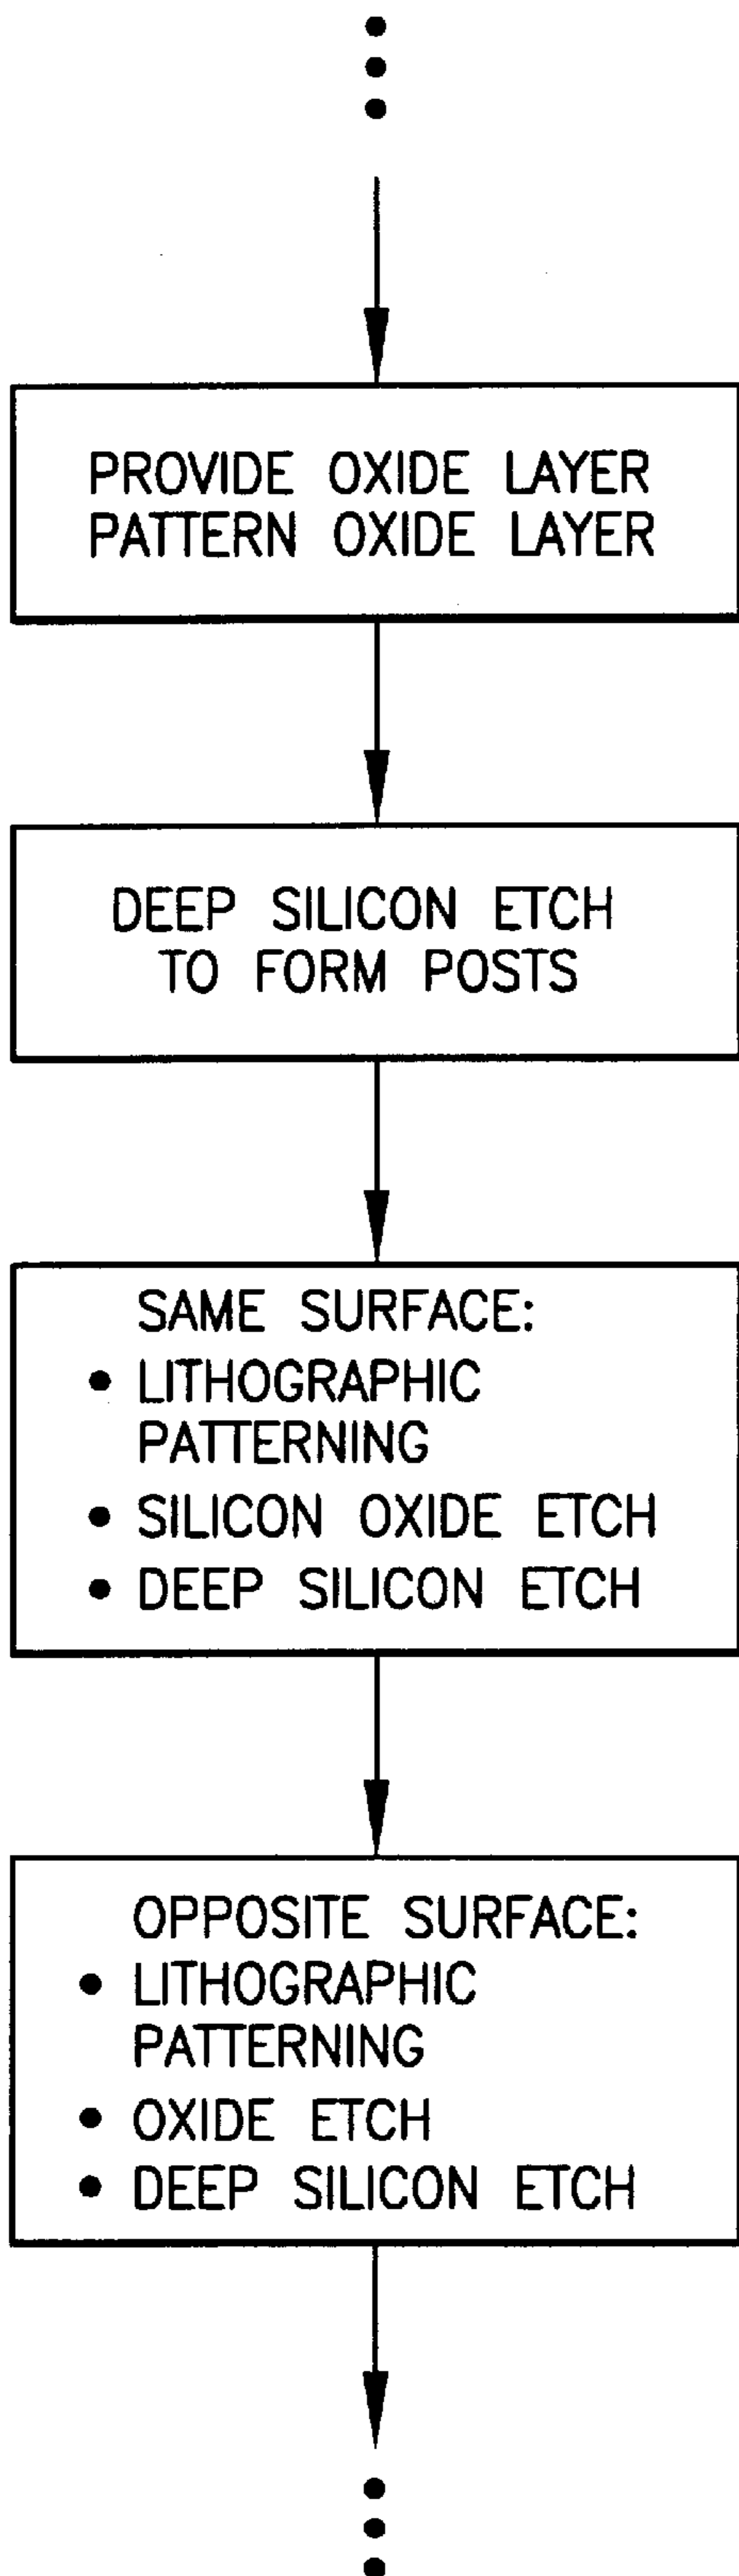 PROVIDE OXIDE LAYER
PATTERN OXIDE LAYER
DEEP SILICON ETCH
TO FORM POSTS
SAME SURFACE:
• LITHOGRAPHIC
PATTERNING
• SILICON OXIDE ETCH
• DEEP SILICON ETCH
OPPOSITE SURFACE:
• LITHOGRAPHIC
PATTERNING
• OXIDE ETCH
• DEEP SILICON ETCH